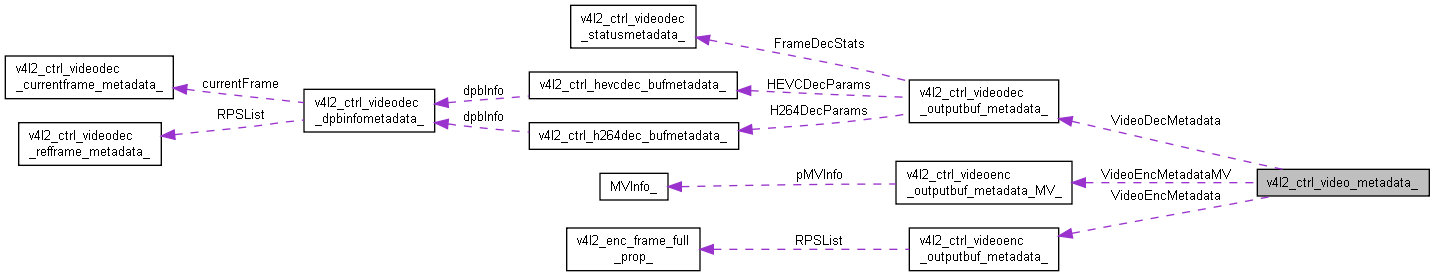 v4l2_ctrl_videodec
_statusmetadata_
FrameDecStats
v4l2_ctrl_videodec
_currentframe_metadata_
currentFrame
v4l2_ctrl_videodec
_dpbinfometadata_
dpbInfo
v4l2_ctrl_hevcdec_bufmetadata_
HEVCDecParams
v4l2_ctrl_videodec
_outputbuf_metadata_
RPSList
v4l2_ctrl_videodec
_refframe_metadata_
dpbInfo
v4l2_ctrl_h264dec_bufmetadata_
H264DecParams
VideoDecMetadata
MVInfo_
pMVInfo
v4l2_ctrl_videoenc
_outputbuf_metadata_MV_
VideoEncMetadataMV
v4l2_ctrl_video_metadata_
VideoEncMetadata
v4l2_enc_frame_full
_prop_
RPSList
v4l2_ctrl_videoenc
_outputbuf_metadata_